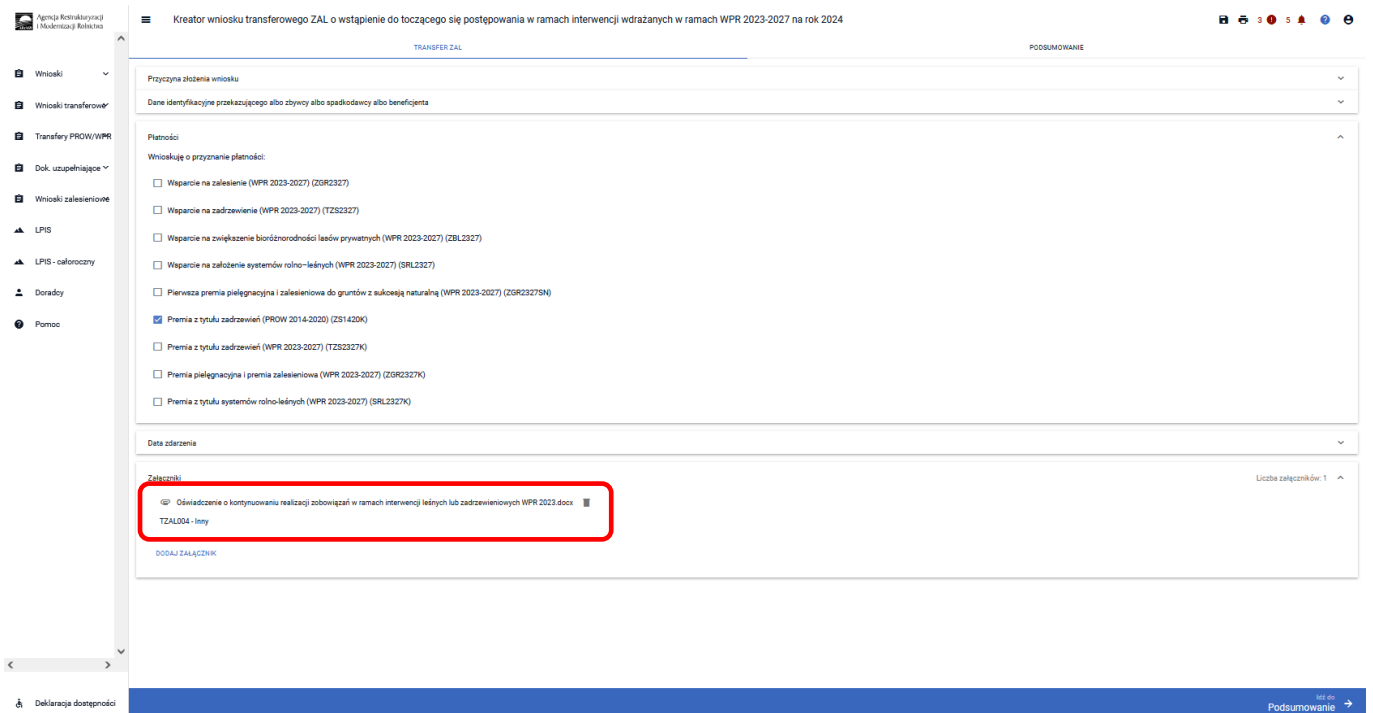 Agencja Restrukturyzacji
i Modernizacji Rolnictwa
Kreator wniosku transferowego ZAL o wstąpienie do toczącego się postępowania w ramach interwencji wdrażanych w ramach WPR 2023-2027 na rok 2024
3 5
TRANSFER ZAL
PODSUMOWANIE
Wnioski
Wnioski transferowe
Transfery PROW/WPR
Dok. uzupełniające
Wnioski zalesieniowe
LPIS
LPIS - całoroczny
Doradcy
Pomoc
Przyczyna złożenia wniosku
Dane identyfikacyjne przekazującego albo zbywcy albo spadkodawcy albo beneficjenta
Płatności
Wnioskuję o przyznanie płatności:
Wsparcie na zalesienie (WPR 2023-2027) (ZGR2327)
Wsparcie na zadrzewienie (WPR 2023-2027) (TZS2327)
Wsparcie na zwiększenie bioróżnorodności lasów prywatnych (WPR 2023-2027) (ZBL2327)
Wsparcie na założenie systemów rolno–leśnych (WPR 2023-2027) (SRL2327)
Pierwsza premia pielęgnacyjna i zalesieniowa do gruntów z sukcesją naturalną (WPR 2023-2027) (ZGR2327SN)
Premia z tytułu zadrzewień (PROW 2014-2020) (ZS1420K)
Premia z tytułu zadrzewień (WPR 2023-2027) (TZS2327K)
Premia pielęgnacyjna i premia zalesieniowa (WPR 2023-2027) (ZGR2327K)
Premia z tytułu systemów rolno-leśnych (WPR 2023-2027) (SRL2327K)
Data zdarzenia
Załączniki
Liczba załączników: 1
Oświadczenie o kontynuowaniu realizacji zobowiązań w ramach interwencji leśnych lub zadrzewieniowych WPR 2023.docx
TZAL004 - Inny
DODAJ ZAŁĄCZNIK
Deklaracja dostępności
Idź do
Podsumowanie